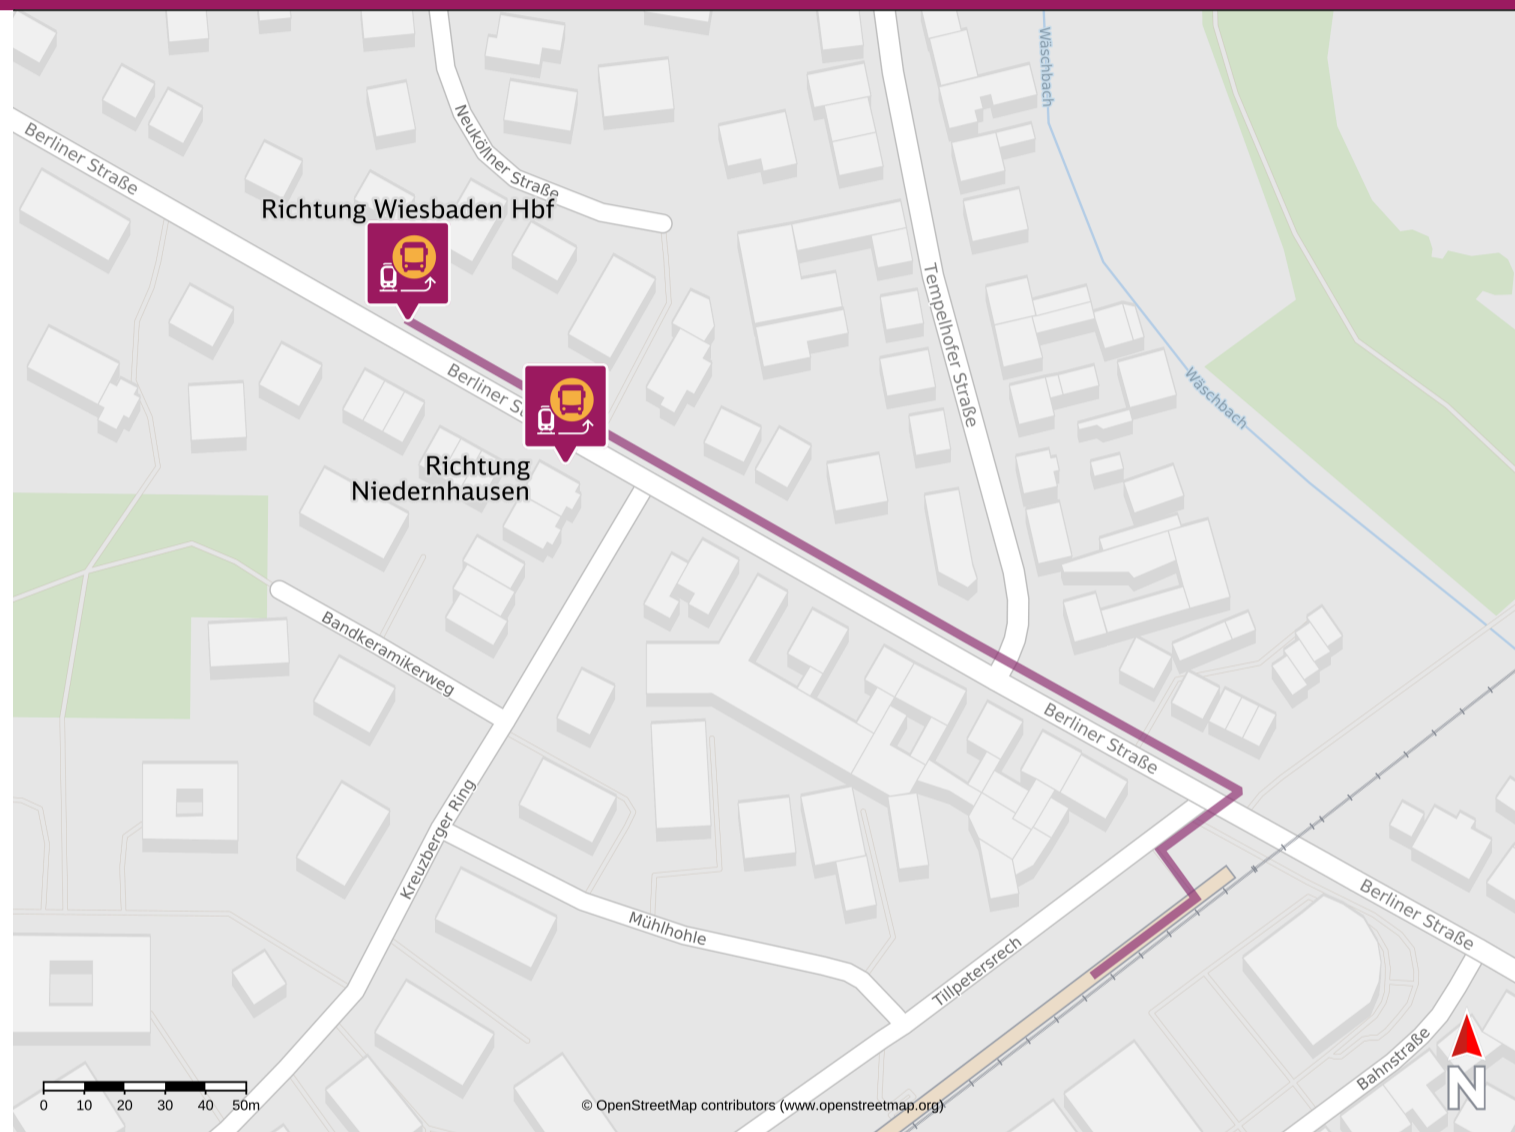 Wäschbach
Neuköllner Straße
Berliner Straße
Richtung Wiesbaden Hbf
Tempelhofer Straße
Wäschbach
Berliner St
Richtung
Niedernhausen
Bandkeramikerweg
Berliner Straße
Kreuzberger Ring
Mühlhohle
Tillpetersrech
Berliner Straße
Bahnstraße
N
0 10 20 30 40 50m
© OpenStreetMap contributors (www.openstreetmap.org)